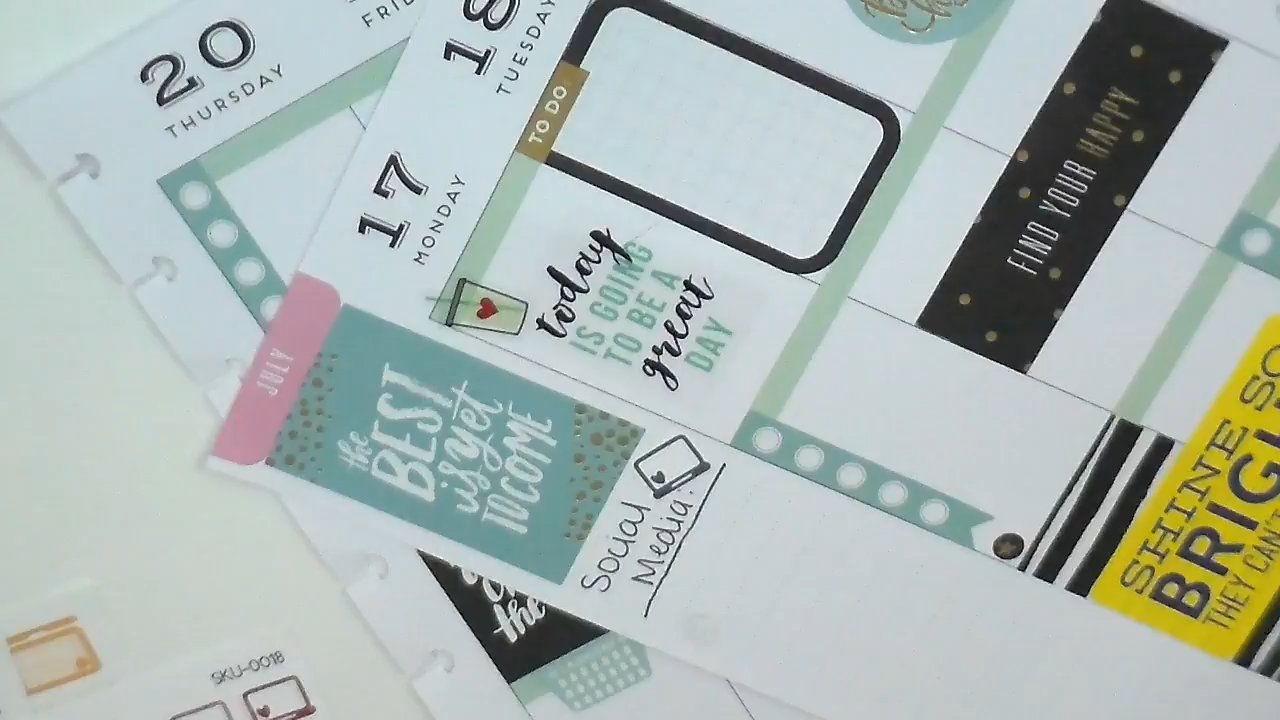 20
THURSDAY
18
TUESDAY
17
MONDAY
TO DO
today
IS GOING
TO BE A
great
DAY
FIND YOUR HAPPY
JULY
the
BEST
is yet
TO COME
Social
Media.
SHINE SO
BRIGH
THEY CAN'T
the
SKU-0018